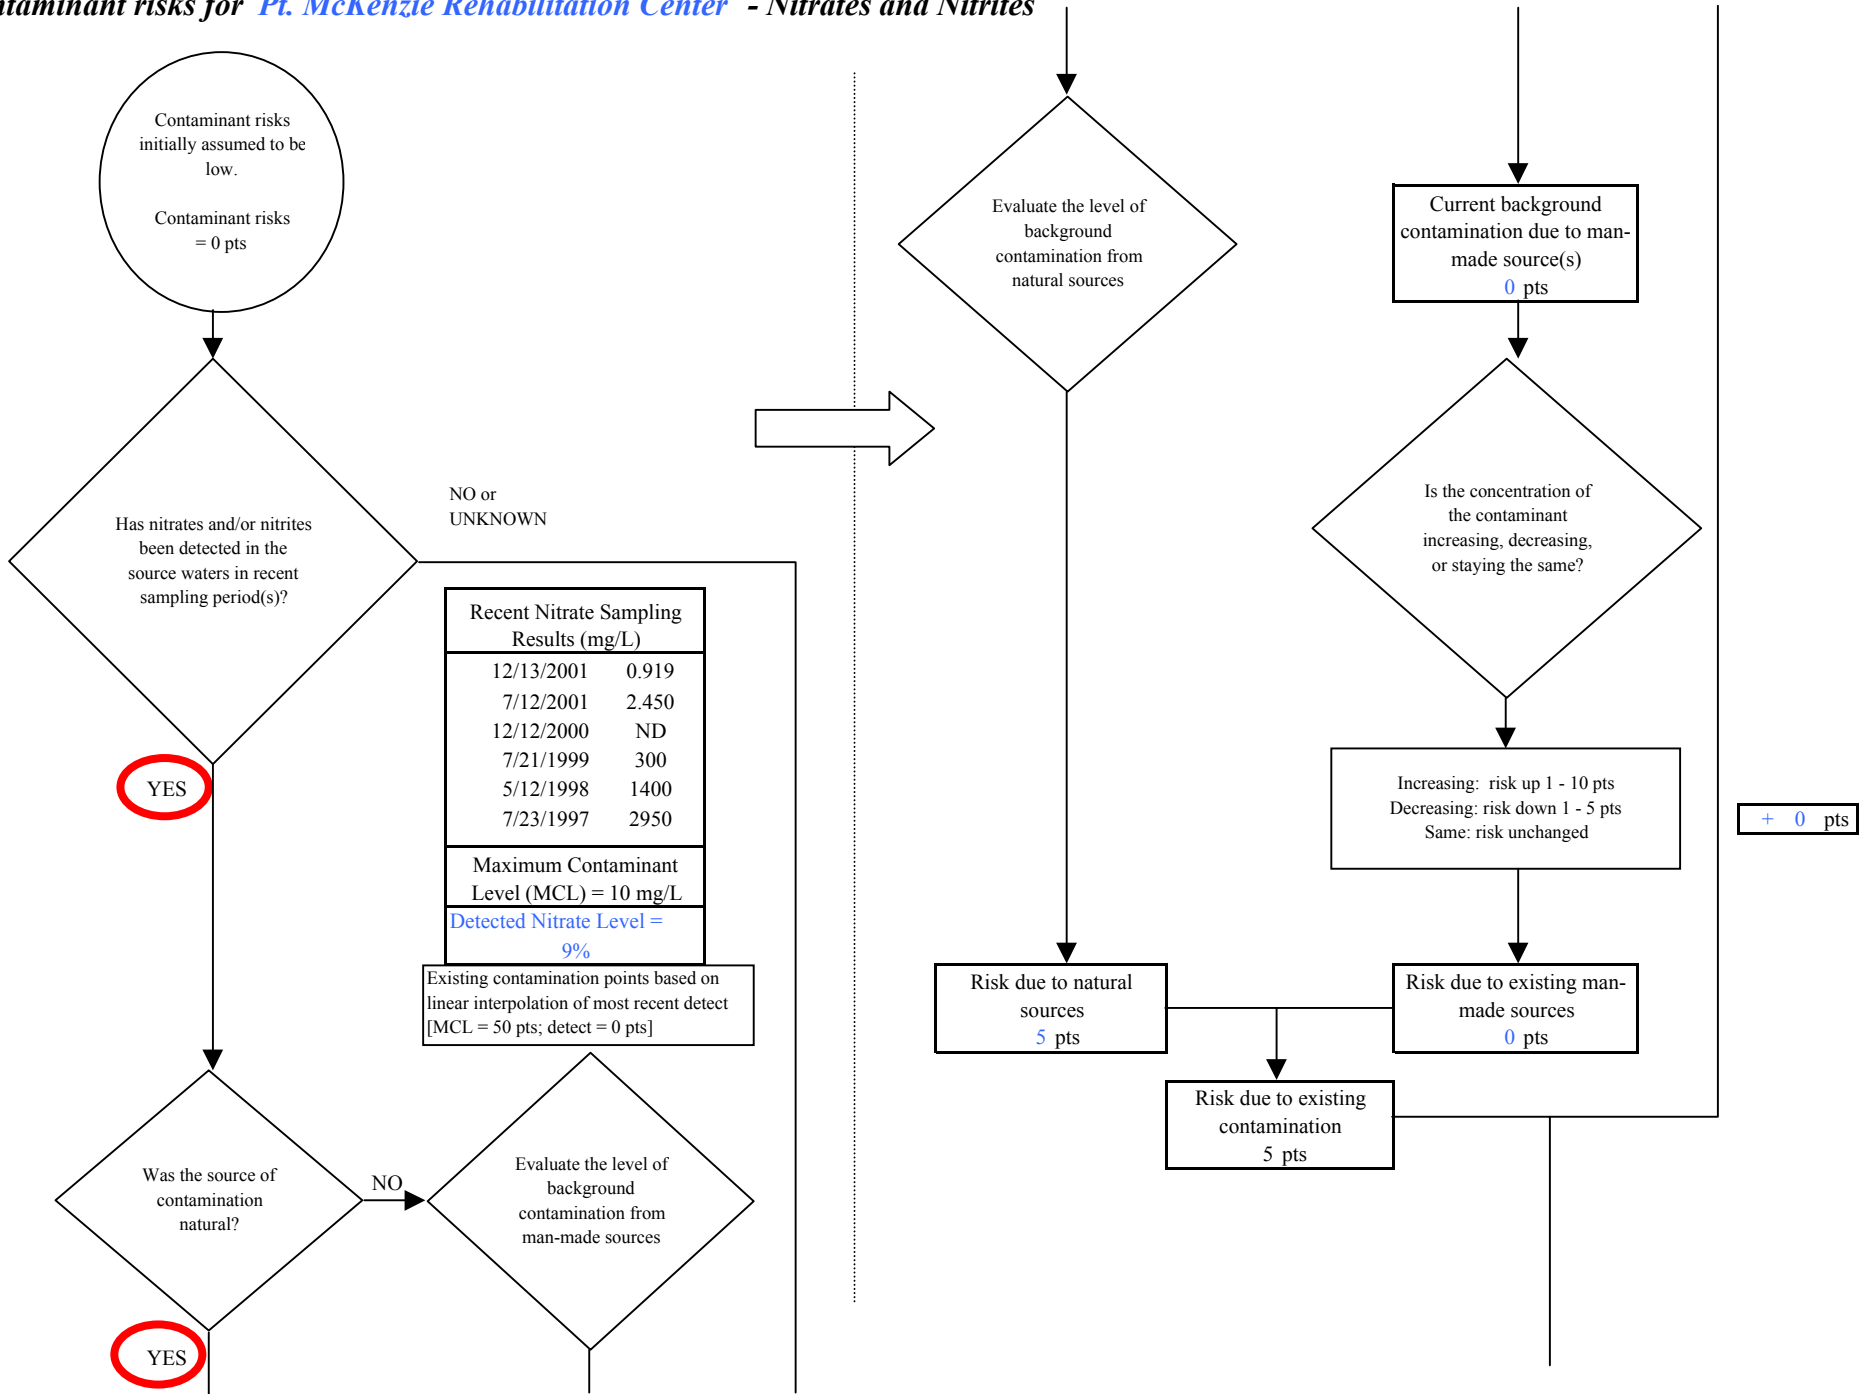 ntaminant risks for Pt. McKenzie Rehabilitation Center - Nitrates and Nitrites
Contaminant risks
initially assumed to be
low.
Contaminant risks
= 0 pts
Has nitrates and/or nitrites
been detected in the
source waters in recent
sampling period(s)?
NO or
UNKNOWN
YES
Recent Nitrate Sampling
Results (mg/L)
12/13/2001 0.919
7/12/2001 2.450
12/12/2000 ND
7/21/1999 300
5/12/1998 1400
7/23/1997 2950
Maximum Contaminant
Level (MCL) = 10 mg/L
Detected Nitrate Level =
9%
Existing contamination points based on
linear interpolation of most recent detect
[MCL = 50 pts; detect = 0 pts]
Was the source of
contamination
natural?
NO
YES
Evaluate the level of
background
contamination from
man-made sources
Evaluate the level of
background
contamination from
natural sources
Current background
contamination due to man-
made source(s)
0 pts
Is the concentration of
the contaminant
increasing, decreasing,
or staying the same?
Increasing: risk up 1 - 10 pts
Decreasing: risk down 1 - 5 pts
Same: risk unchanged
+ 0 pts
Risk due to natural
sources
5 pts
Risk due to existing man-
made sources
0 pts
Risk due to existing
contamination
5 pts